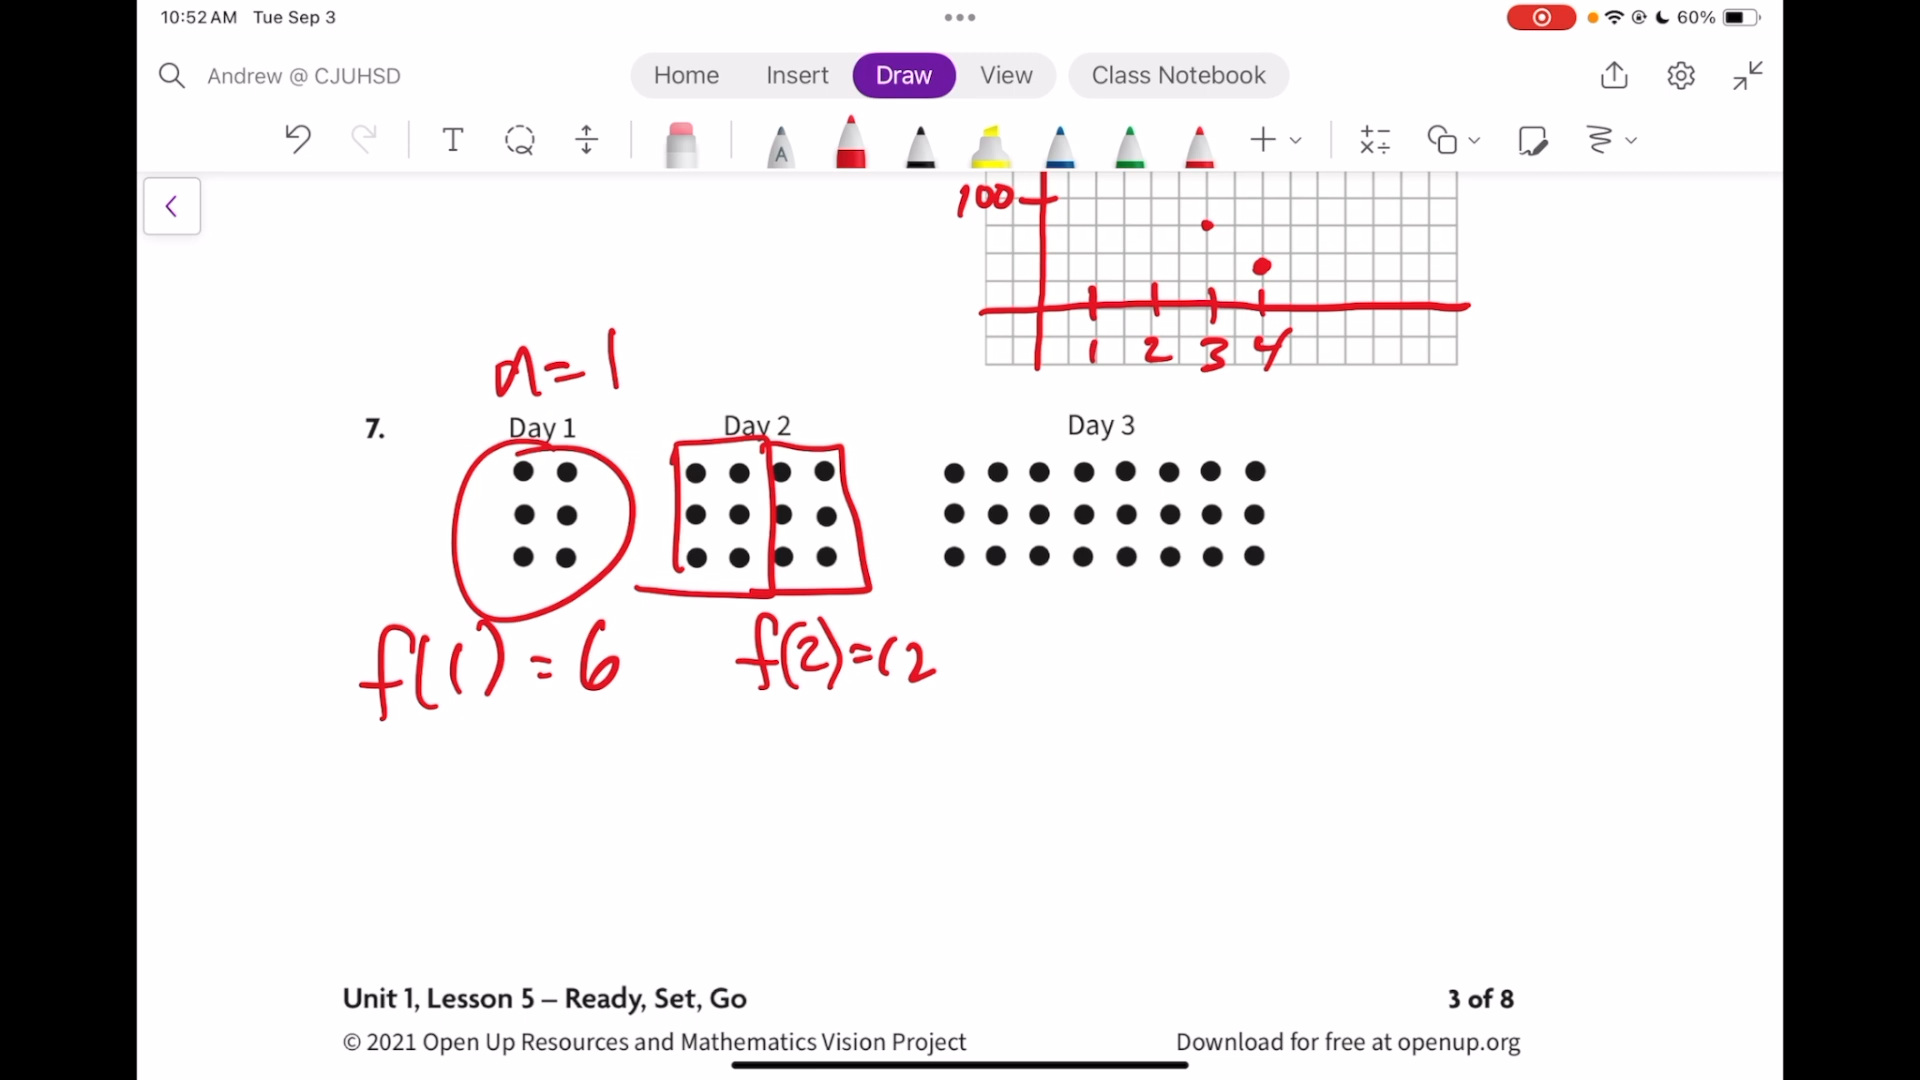 10:52 AM Tue Sep 3
60%
Andrew @ CJUHSD
Home Insert Draw View Class Notebook
T
A
100
1 2 3 4
n=1
7. Day 1 Day 2 Day 3
f(1)=6 f(2)=12
Unit 1, Lesson 5 – Ready, Set, Go 3 of 8
© 2021 Open Up Resources and Mathematics Vision Project Download for free at openup.org